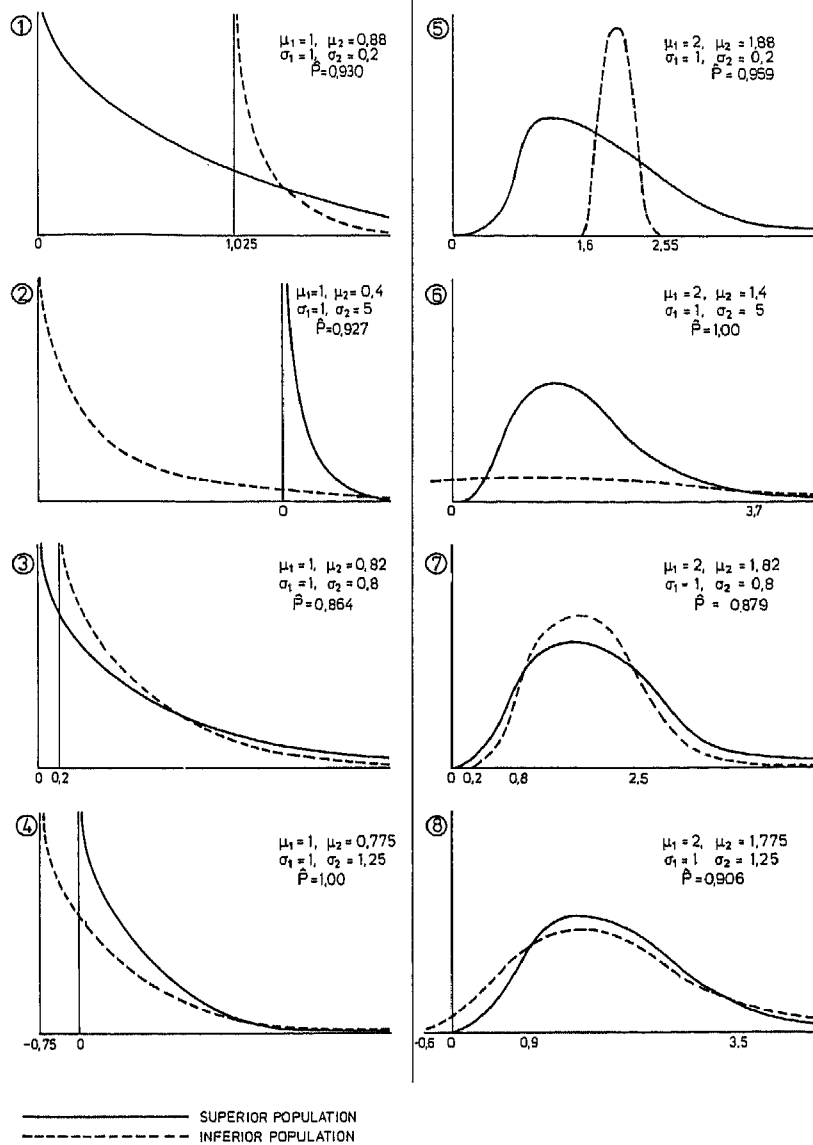 ①
μ₁=1, μ₂=0,88
σ₁=1, σ₂=0,2
P̂=0,930
0
1,025
②
μ₁=1, μ₂=0,4
σ₁=1, σ₂=5
P̂=0,927
0
③
μ₁=1, μ₂=0,82
σ₁=1, σ₂=0,8
P̂=0,864
0 0,2
④
μ₁=1, μ₂=0,775
σ₁=1, σ₂=1,25
P̂=1,00
-0,75 0
⑤
μ₁=2, μ₂=1,88
σ₁=1, σ₂=0,2
P̂=0,959
0 1,6 2,55
⑥
μ₁=2, μ₂=1,4
σ₁=1, σ₂= 5
P̂=1,00
0 3,7
⑦
μ₁=2, μ₂=1,82
σ₁=1, σ₂=0,8
P̂= 0,879
0 0,2 0,8 2,5
⑧
μ₁=2, μ₂=1,775
σ₁=1 σ₂=1,25
P̂=0,906
-0,6 0 0,9 3.5
SUPERIOR POPULATION
INFERIOR POPULATION